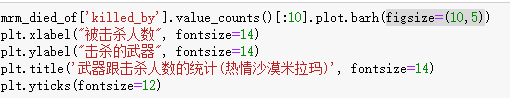 mrm_died_of['killed_by'].value_counts()[:10].plot.barh(figsize=(10,5))
plt.xlabel("被击杀人数", fontsize=14)
plt.ylabel("击杀的武器", fontsize=14)
plt.title('武器跟击杀人数的统计(热情沙漠米拉玛)', fontsize=14)
plt.yticks(fontsize=12)